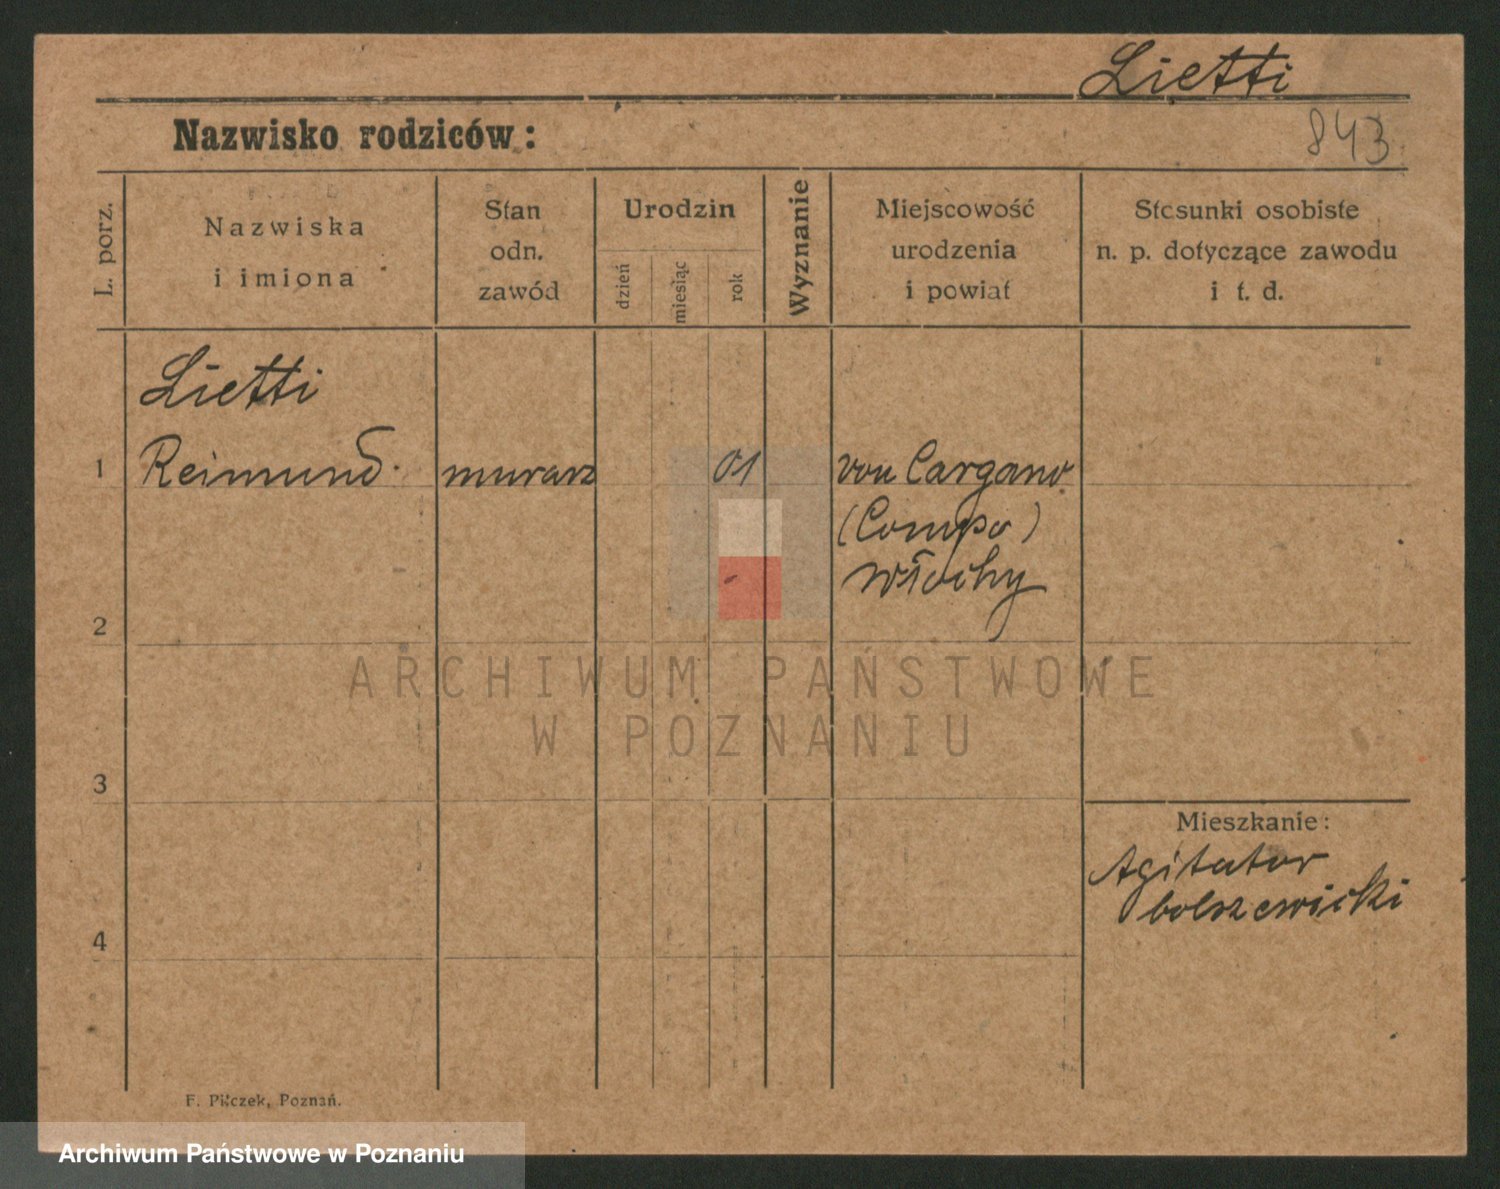 Lietti
843
Nazwisko rodziców:
L. porz.
Nazwiska
i imiona
Stan
odn.
zawód
Urodzin
dzień
miesiąc
rok
Wyznanie
Miejscowość
urodzenia
i powiat
Stosunki osobiste
n. p. dotyczące zawodu
i t. d.
Lietti
1 Reimund murarz 01 von Cargano
(Compo)
Włochy
2
ARCHIWUM PAŃSTWOWE
W POZNANIU
3
Mieszkanie:
Agitator
bolszewicki
4
F. Pilczek, Poznań.
Archiwum Państwowe w Poznaniu